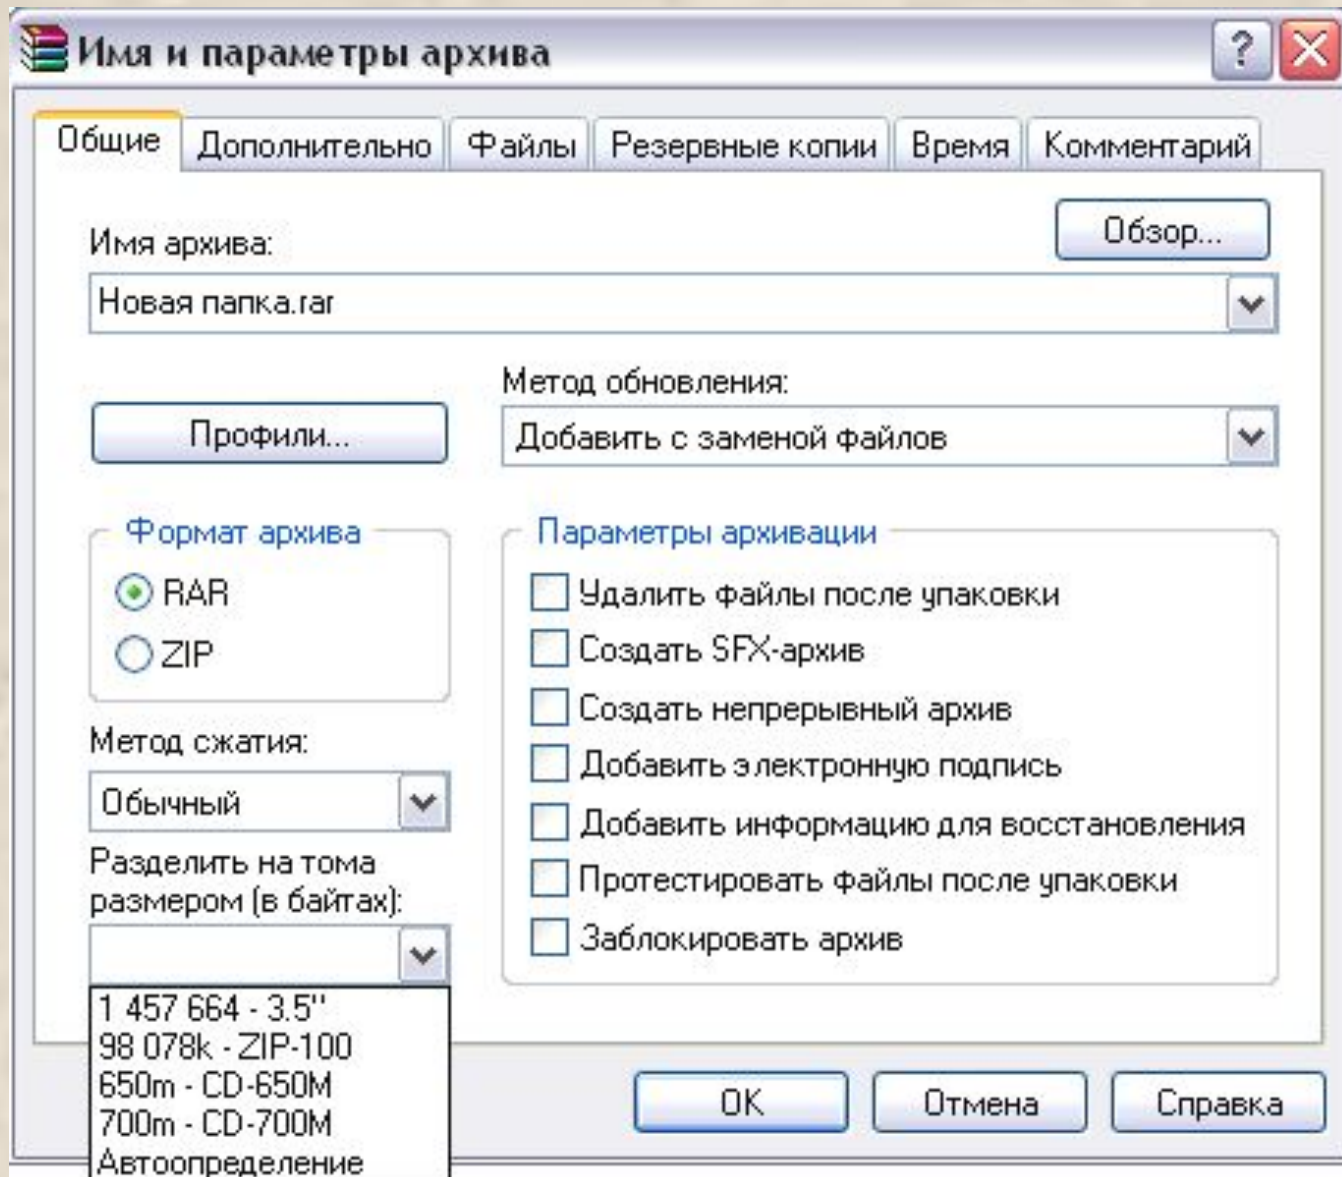 Имя и параметры архива
Общие Дополнительно Файлы Резервные копии Время Комментарий
Имя архива:
Обзор...
Новая папка.rar
Метод обновления:
Профили...
Добавить с заменой файлов
Формат архива
RAR
ZIP
Метод сжатия:
Обычный
Разделить на тома
размером (в байтах):
1 457 664 - 3.5"
98 078k - ZIP-100
650m - CD-650M
700m - CD-700M
Автоопределение
Параметры архивации
Удалить файлы после упаковки
Создать SFX-архив
Создать непрерывный архив
Добавить электронную подпись
Добавить информацию для восстановления
Протестировать файлы после упаковки
Заблокировать архив
OK Отмена Справка